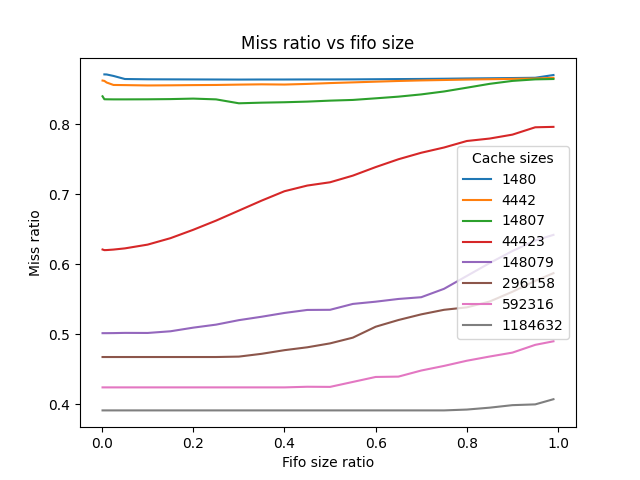 Miss ratio vs fifo size
Miss ratio
0.8
0.7
0.6
0.5
0.4
Cache sizes
1480
4442
14807
44423
148079
296158
592316
1184632
0.0 0.2 0.4 0.6 0.8 1.0
Fifo size ratio